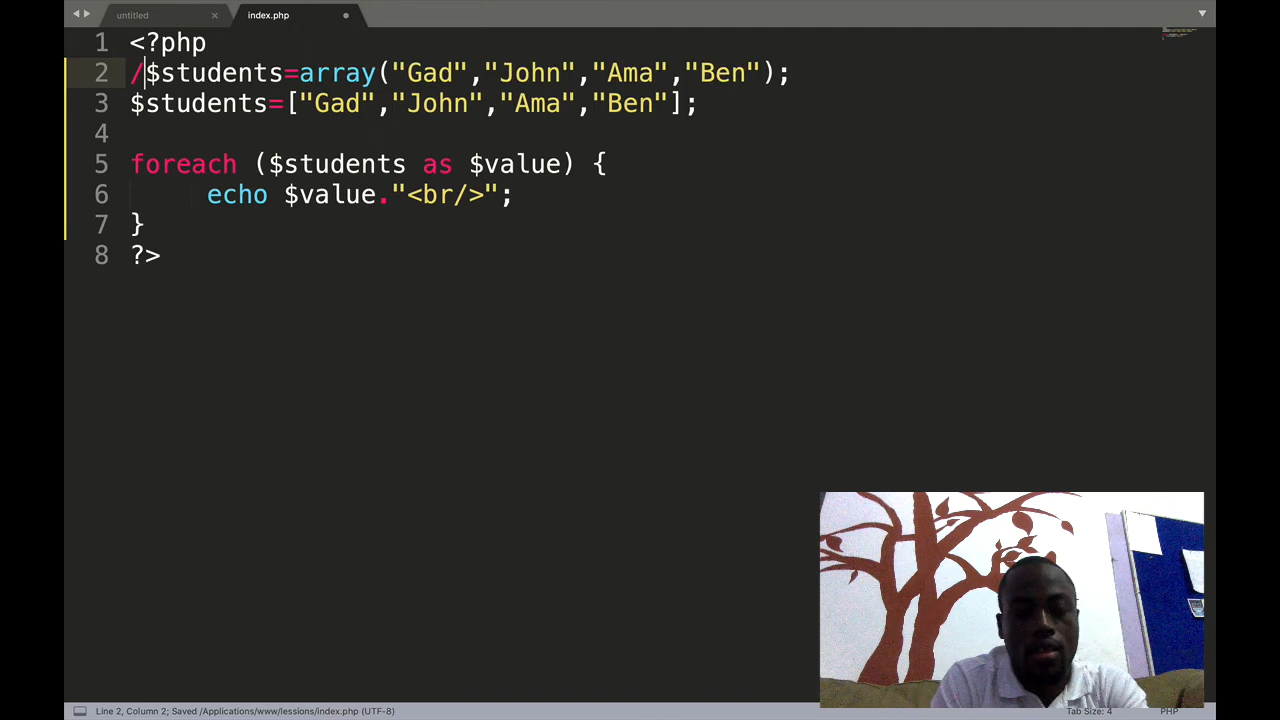 untitled
index.php
1 <?php
2 /$students=array("Gad","John","Ama","Ben");
3 $students=["Gad","John","Ama","Ben"];
4
5 foreach ($students as $value) {
6 echo $value."<br/>";
7 }
8 ?>
Line 2, Column 2; Saved /Applications/www/lessions/index.php (UTF-8)
Tab Size: 4
PHP